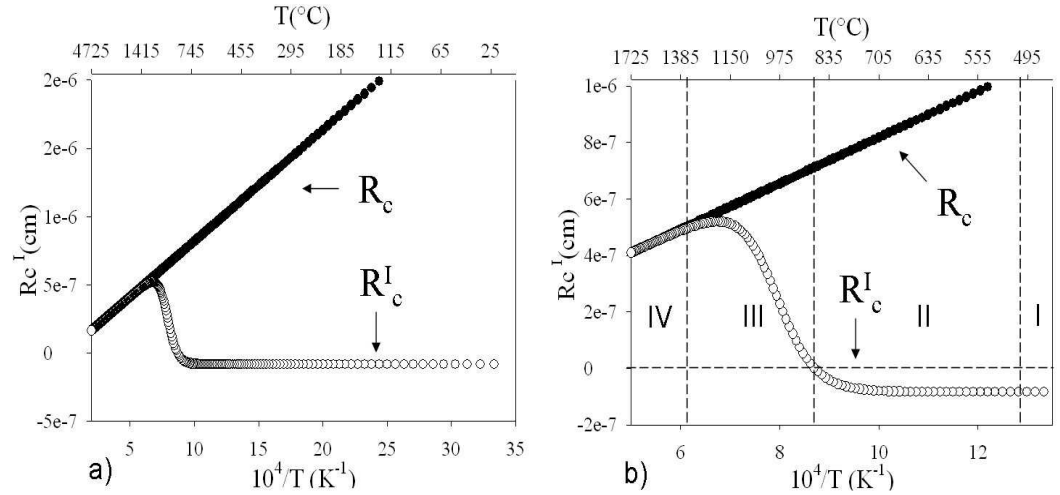 T(°C)
4725 1415 745 455 295 185 115 65 25
2e-6
2e-6
1e-6
5e-7
0
-5e-7
Rc I(cm)
Rc
RIc
5 10 15 20 25 30 35
a)
10^4/T (K^-1)
T(°C)
1725 1385 1150 975 835 705 635 555 495
1e-6
8e-7
6e-7
4e-7
2e-7
0
-2e-7
Rc I(cm)
Rc
RIc
IV III II I
6 8 10 12
b)
10^4/T (K^-1)